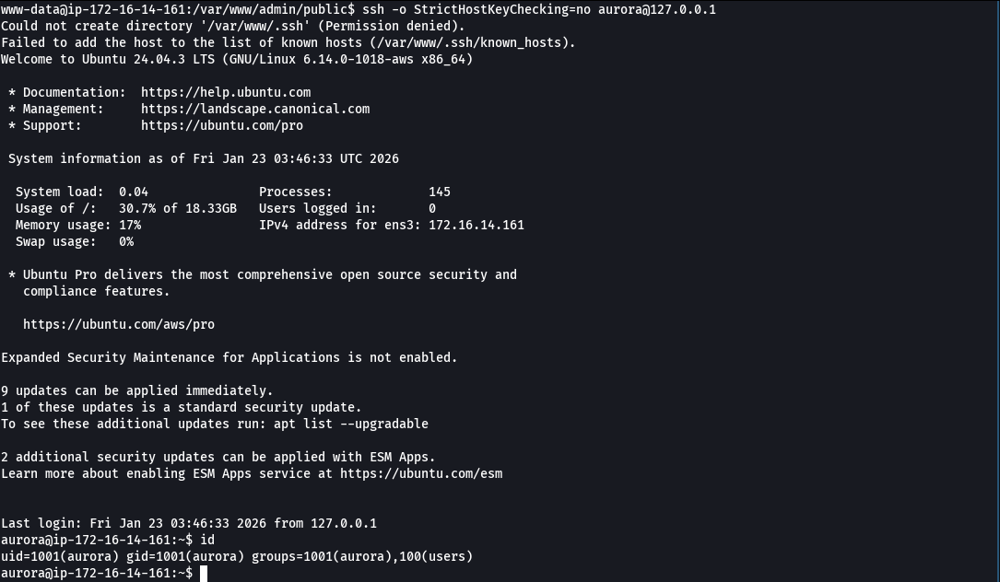 www-data@ip-172-16-14-161:/var/www/admin/public$ ssh -o StrictHostKeyChecking=no aurora@127.0.0.1
Could not create directory '/var/www/.ssh' (Permission denied).
Failed to add the host to the list of known hosts (/var/www/.ssh/known_hosts).
Welcome to Ubuntu 24.04.3 LTS (GNU/Linux 6.14.0-1018-aws x86_64)

 * Documentation:  https://help.ubuntu.com
 * Management:     https://landscape.canonical.com
 * Support:        https://ubuntu.com/pro

 System information as of Fri Jan 23 03:46:33 UTC 2026

  System load:  0.04               Processes:             145
  Usage of /:   30.7% of 18.33GB   Users logged in:       0
  Memory usage: 17%                IPv4 address for ens3: 172.16.14.161
  Swap usage:   0%

 * Ubuntu Pro delivers the most comprehensive open source security and
   compliance features.

   https://ubuntu.com/aws/pro

Expanded Security Maintenance for Applications is not enabled.

9 updates can be applied immediately.
1 of these updates is a standard security update.
To see these additional updates run: apt list --upgradable

2 additional security updates can be applied with ESM Apps.
Learn more about enabling ESM Apps service at https://ubuntu.com/esm


Last login: Fri Jan 23 03:46:33 2026 from 127.0.0.1
aurora@ip-172-16-14-161:~$ id
uid=1001(aurora) gid=1001(aurora) groups=1001(aurora),100(users)
aurora@ip-172-16-14-161:~$